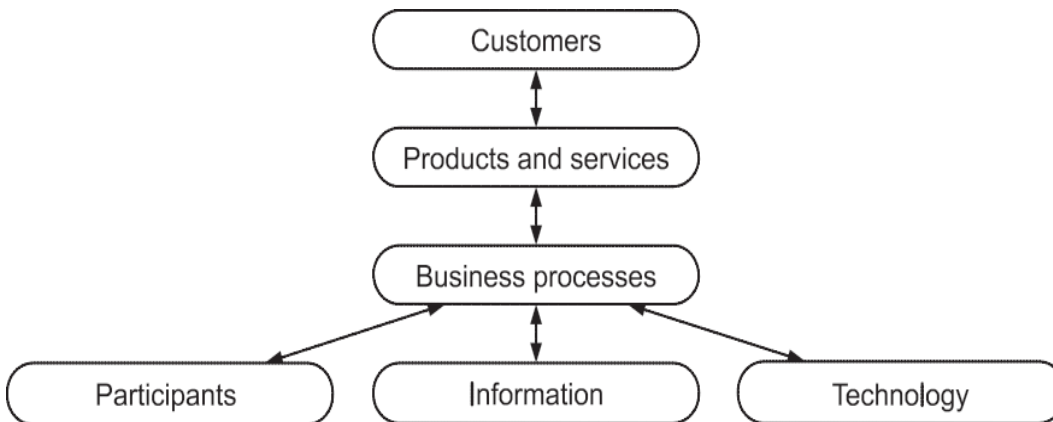 Customers
Products and services
Business processes
Participants
Information
Technology